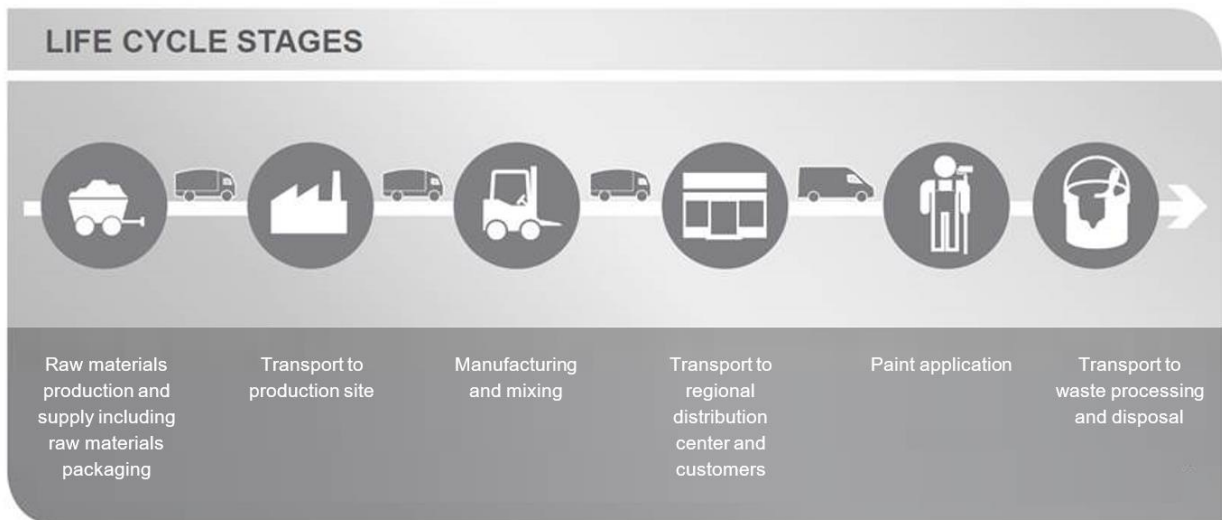 LIFE CYCLE STAGES
Raw materials
production and
supply including
raw materials
packaging
Transport to
production site
Manufacturing
and mixing
Transport to
regional
distribution
center and
customers
Paint application
Transport to
waste processing
and disposal